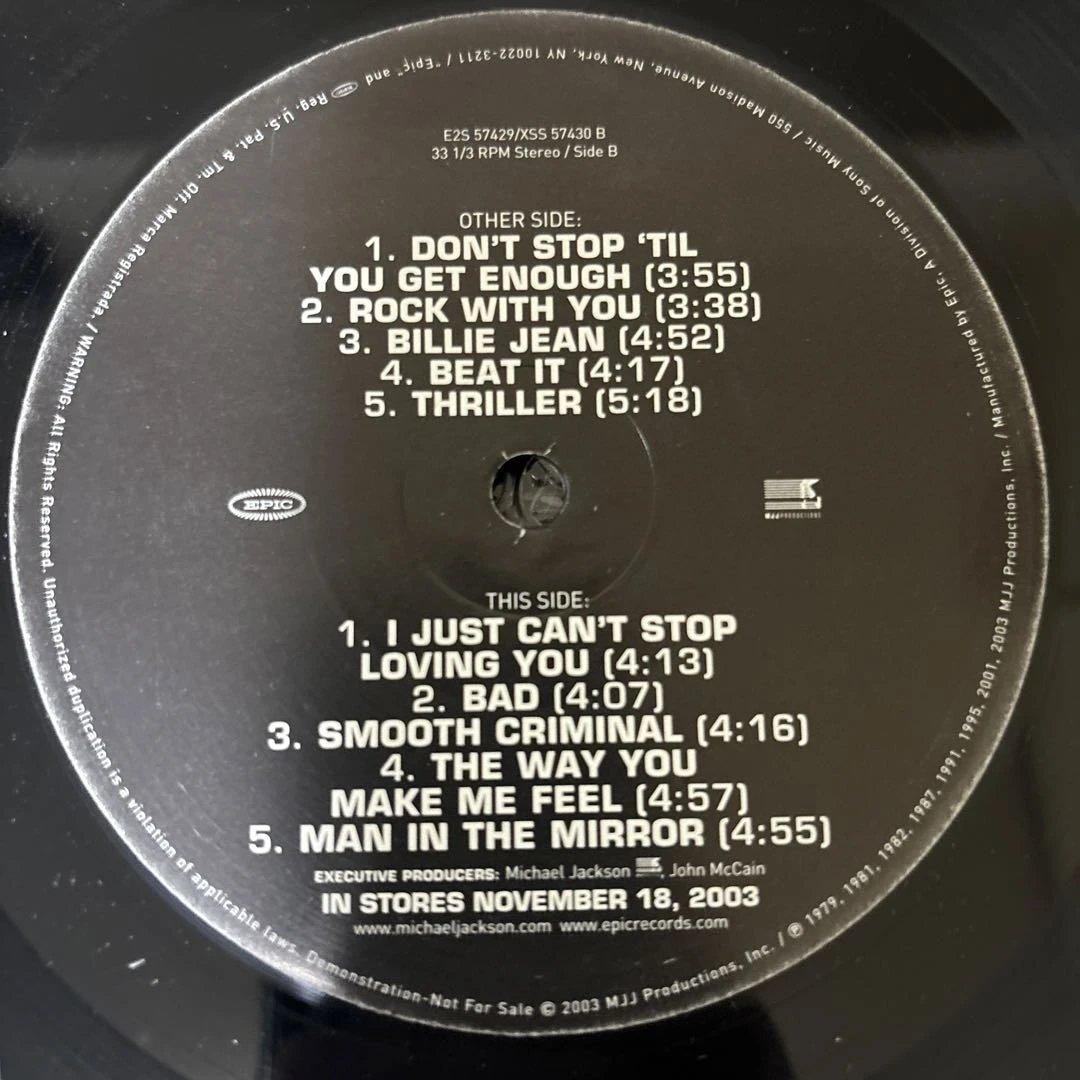 E2S 57429/XSS 57430 B
33 1/3 RPM Stereo / Side B
OTHER SIDE:
1. DON'T STOP ‘TIL
YOU GET ENOUGH (3:55)
2. ROCK WITH YOU (3:38)
3. BILLIE JEAN (4:52)
4. BEAT IT (4:17)
5. THRILLER (5:18)
EPIC
MJJPRODUCTIONS
THIS SIDE:
1. I JUST CAN'T STOP
LOVING YOU (4:13)
2. BAD (4:07)
3. SMOOTH CRIMINAL (4:16)
4. THE WAY YOU
MAKE ME FEEL (4:57)
5. MAN IN THE MIRROR (4:55)
EXECUTIVE PRODUCERS: Michael Jackson, John McCain
IN STORES NOVEMBER 18, 2003
www.michaeljackson.com www.epicrecords.com
"Epic" and Reg. U.S. Pat. & Tm. Off. Marca Registrada. / WARNING: All Rights Reserved. Unauthorized duplication is a violation of applicable laws. Demonstration-Not For Sale © 2003 MJJ Productions, Inc. / ℗ 1979, 1981, 1982, 1987, 1991, 1995, 2001, 2003 MJJ Productions, Inc. / Manufactured by Epic, A Division of Sony Music / 550 Madison Avenue, New York, NY 10022-3211 /